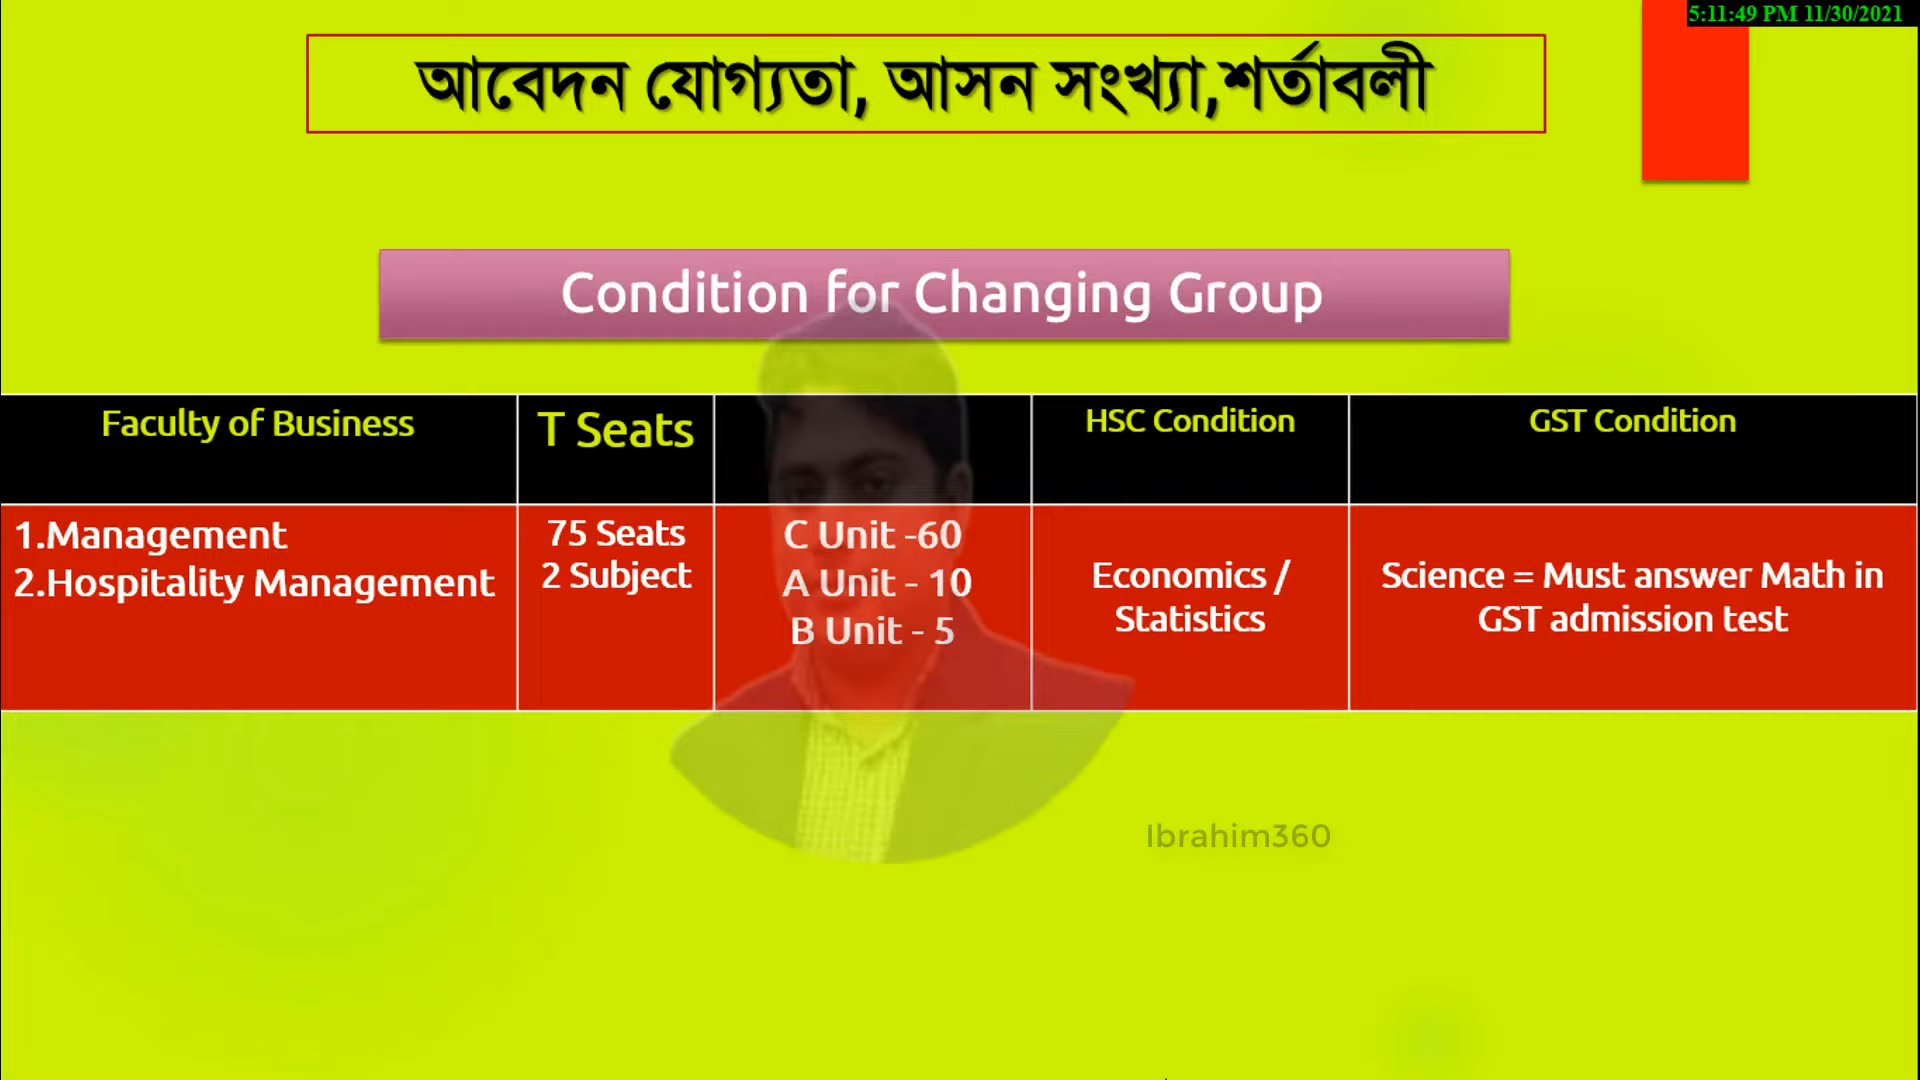 5:11:49 PM 11/30/2021
আবেদন যোগ্যতা, আসন সংখ্যা,শর্তাবলী
Condition for Changing Group
Faculty of Business
T Seats
HSC Condition
GST Condition
1.Management
2.Hospitality Management
75 Seats
2 Subject
C Unit -60
A Unit - 10
B Unit - 5
Economics /
Statistics
Science = Must answer Math in
GST admission test
Ibrahim360